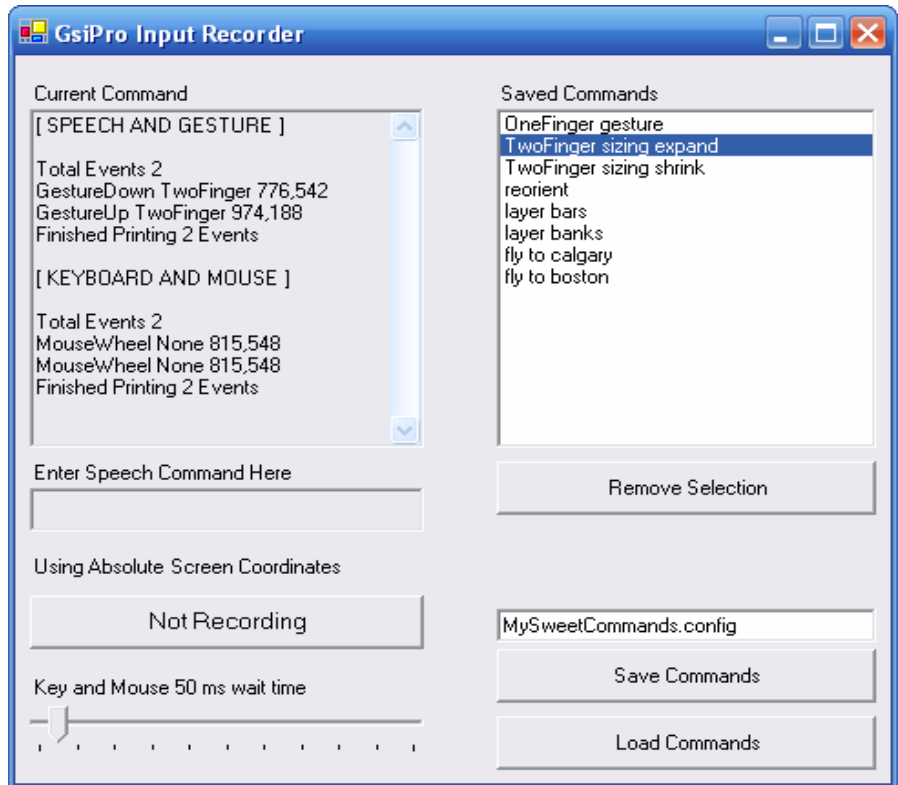 GsiPro Input Recorder
Current Command
[ SPEECH AND GESTURE ]
Total Events 2
GestureDown TwoFinger 776,542
GestureUp TwoFinger 974,188
Finished Printing 2 Events
[ KEYBOARD AND MOUSE ]
Total Events 2
MouseWheel None 815,548
MouseWheel None 815,548
Finished Printing 2 Events
Enter Speech Command Here
Using Absolute Screen Coordinates
Not Recording
Key and Mouse 50 ms wait time
Saved Commands
OneFinger gesture
TwoFinger sizing expand
TwoFinger sizing shrink
reorient
layer bars
layer banks
fly to calgary
fly to boston
Remove Selection
MySweetCommands.config
Save Commands
Load Commands